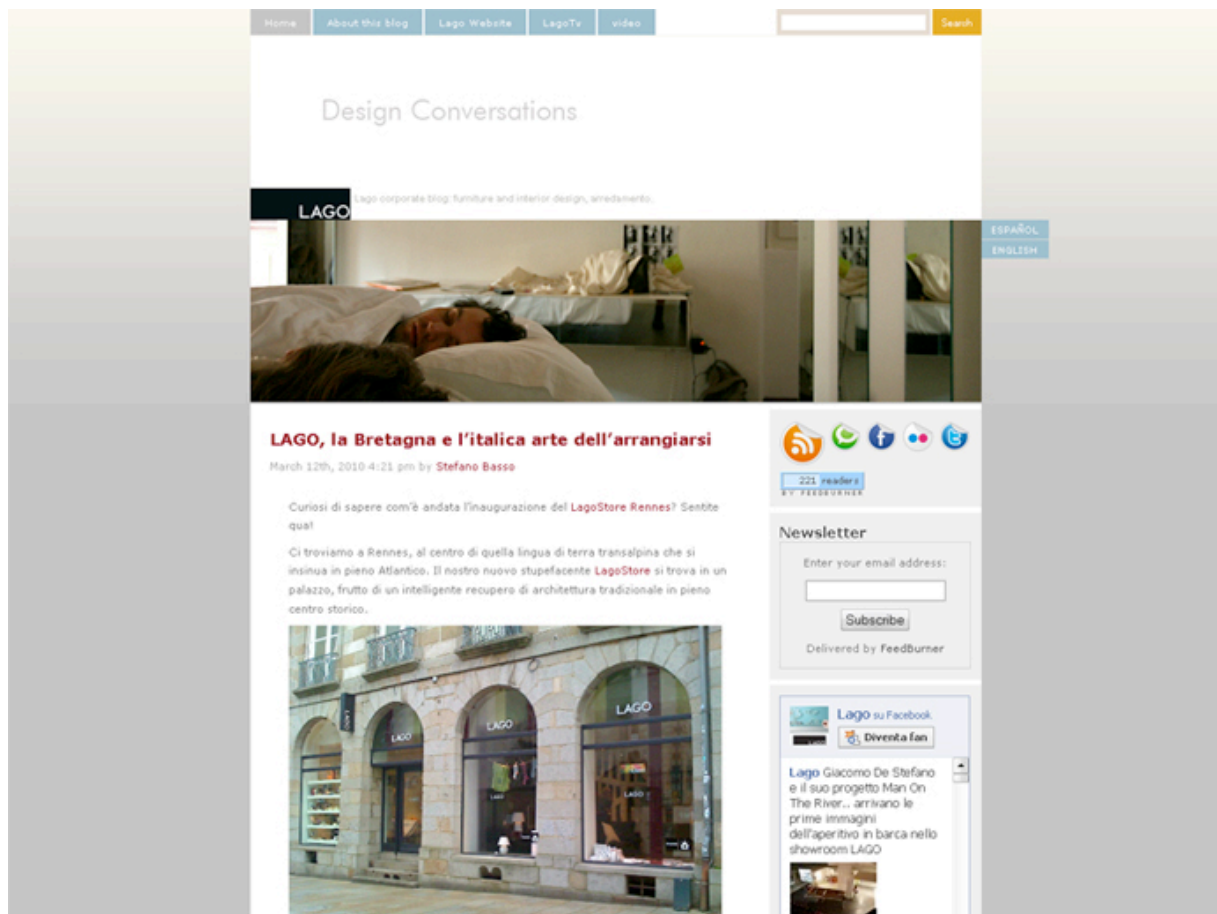 Home
About this blog
Lago Website
LagoTv
video
Search
Design Conversations
LAGO
Lago corporate blog: furniture and interior design, arredamento.
ESPAÑOL
ENGLISH
LAGO, la Bretagna e l'italica arte dell'arrangiarsi
March 12th, 2010 4:21 pm by Stefano Basso
Curiosi di sapere com'è andata l'inaugurazione del LagoStore Rennes? Sentite
qua!
Ci troviamo a Rennes, al centro di quella lingua di terra transalpina che si
insinua in pieno Atlantico. Il nostro nuovo stupefacente LagoStore si trova in un
palazzo, frutto di un intelligente recupero di architettura tradizionale in pieno
centro storico.
LAGO
LAGO
LAGO
LAGO
LAGO
LAGO
221 readers
BY FEEDBURNER
Newsletter
Enter your email address:
Subscribe
Delivered by FeedBurner
Lago su Facebook
Diventa fan
Lago Giacomo De Stefano
e il suo progetto Man On
The River.. arrivano le
prime immagini
dell'aperitivo in barca nello
showroom LAGO